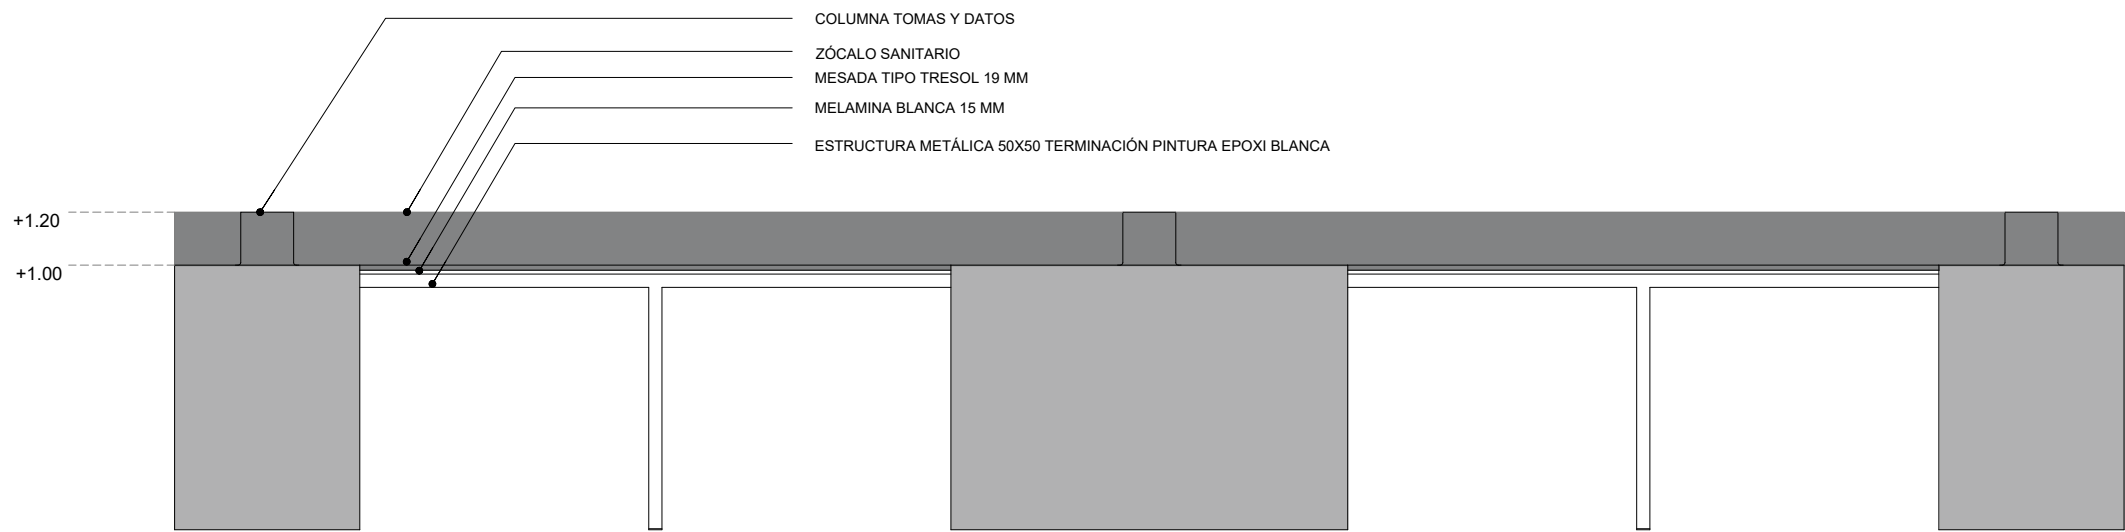 COLUMNA TOMAS Y DATOS
ZÓCALO SANITARIO
MESADA TIPO TRESOL 19 MM
MELAMINA BLANCA 15 MM
ESTRUCTURA METÁLICA 50X50 TERMINACIÓN PINTURA EPOXI BLANCA
+1.20
+1.00